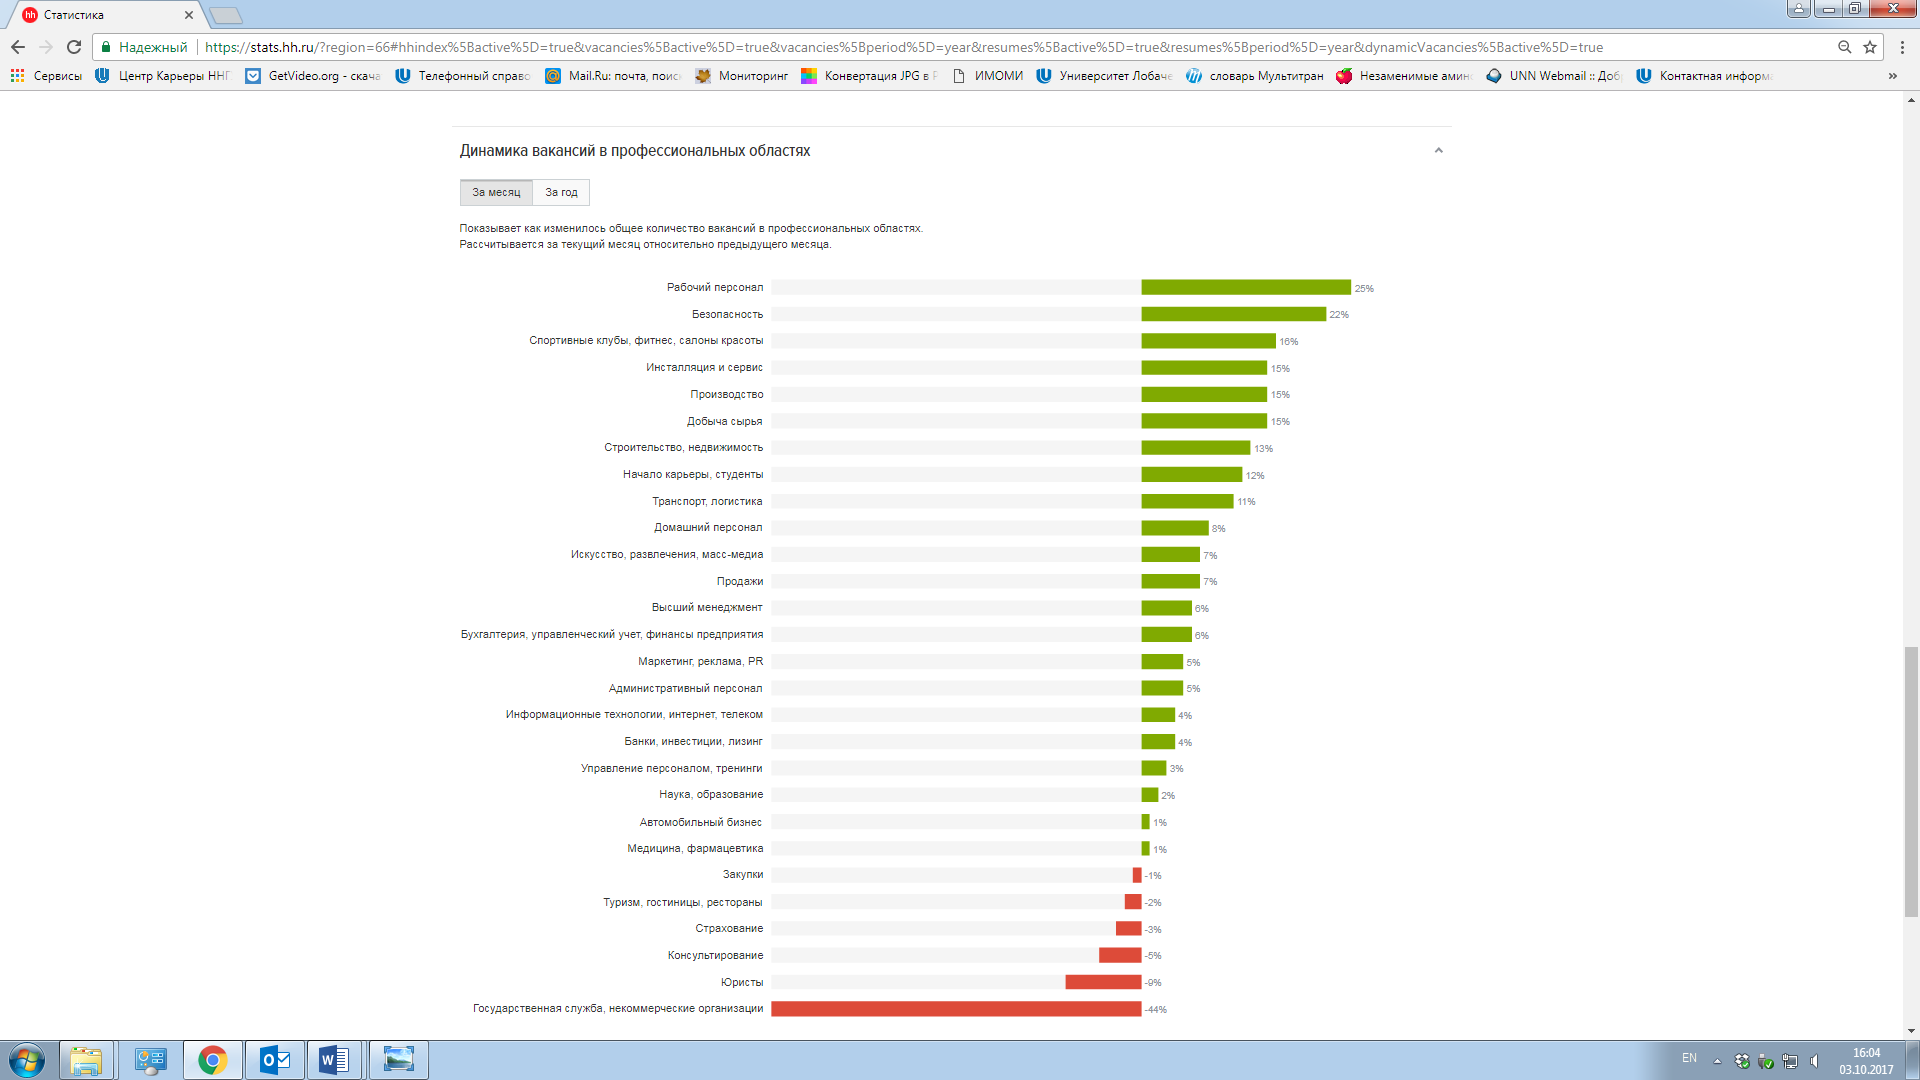 Статистика
Надежный https://stats.hh.ru/?region=66#hhindex%5Bactive%5D=true&vacancies%5Bactive%5D=true&vacancies%5Bperiod%5D=year&resumes%5Bactive%5D=true&resumes%5Bperiod%5D=year&dynamicVacancies%5Bactive%5D=true
Сервисы Центр Карьеры ННГ GetVideo.org - скача Телефонный справо Mail.Ru: почта, поис Мониторинг Конвертация JPG в ИМОМИ Университет Лобаче словарь Мультитран Незаменимые амин UNN Webmail :: Доб Контактная информ »
Динамика вакансий в профессиональных областях
За месяц За год
Показывает как изменилось общее количество вакансий в профессиональных областях.
Рассчитывается за текущий месяц относительно предыдущего месяца.
Рабочий персонал 25%
Безопасность 22%
Спортивные клубы, фитнес, салоны красоты 16%
Инсталляция и сервис 15%
Производство 15%
Добыча сырья 15%
Строительство, недвижимость 13%
Начало карьеры, студенты 12%
Транспорт, логистика 11%
Домашний персонал 8%
Искусство, развлечения, масс-медиа 7%
Продажи 7%
Высший менеджмент 6%
Бухгалтерия, управленческий учет, финансы предприятия 6%
Маркетинг, реклама, PR 5%
Административный персонал 5%
Информационные технологии, интернет, телеком 4%
Банки, инвестиции, лизинг 4%
Управление персоналом, тренинги 3%
Наука, образование 2%
Автомобильный бизнес 1%
Медицина, фармацевтика 1%
Закупки -1%
Туризм, гостиницы, рестораны -2%
Страхование -3%
Консультирование -5%
Юристы -9%
Государственная служба, некоммерческие организации -44%
EN 16:04
03.10.2017